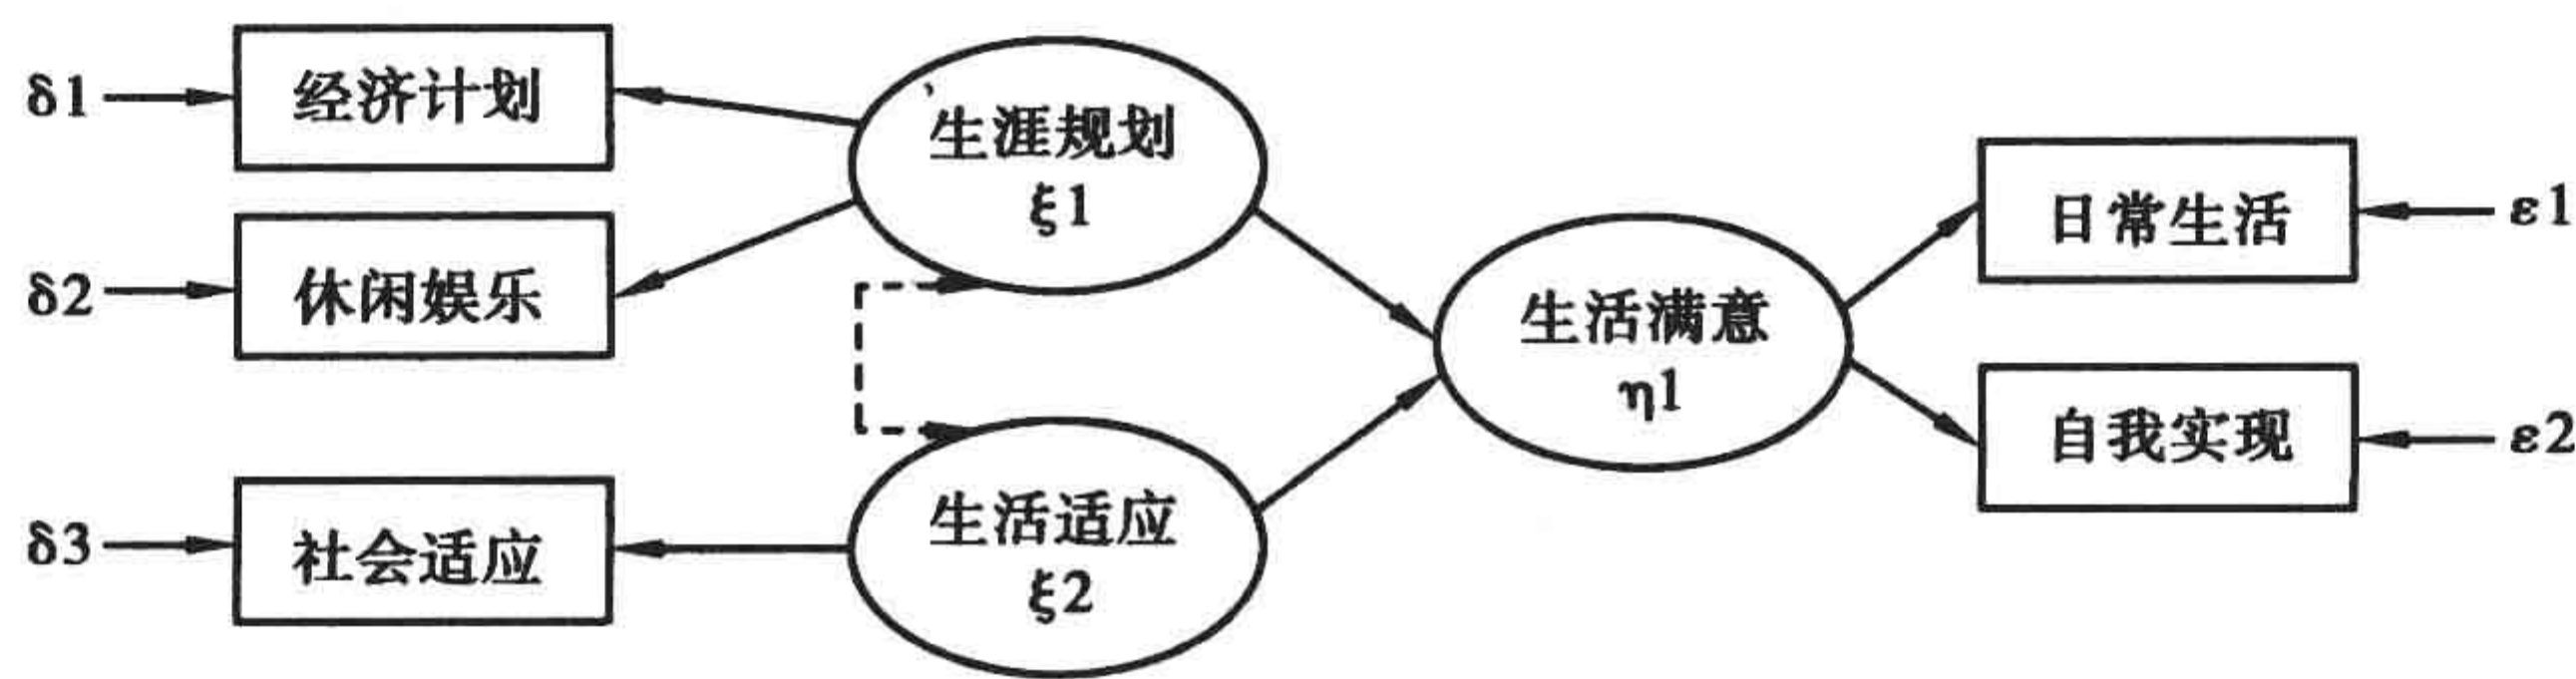 δ1
经济计划
δ2
休闲娱乐
δ3
社会适应
生涯规划
ξ1
生活适应
ξ2
生活满意
η1
日常生活
ε1
自我实现
ε2